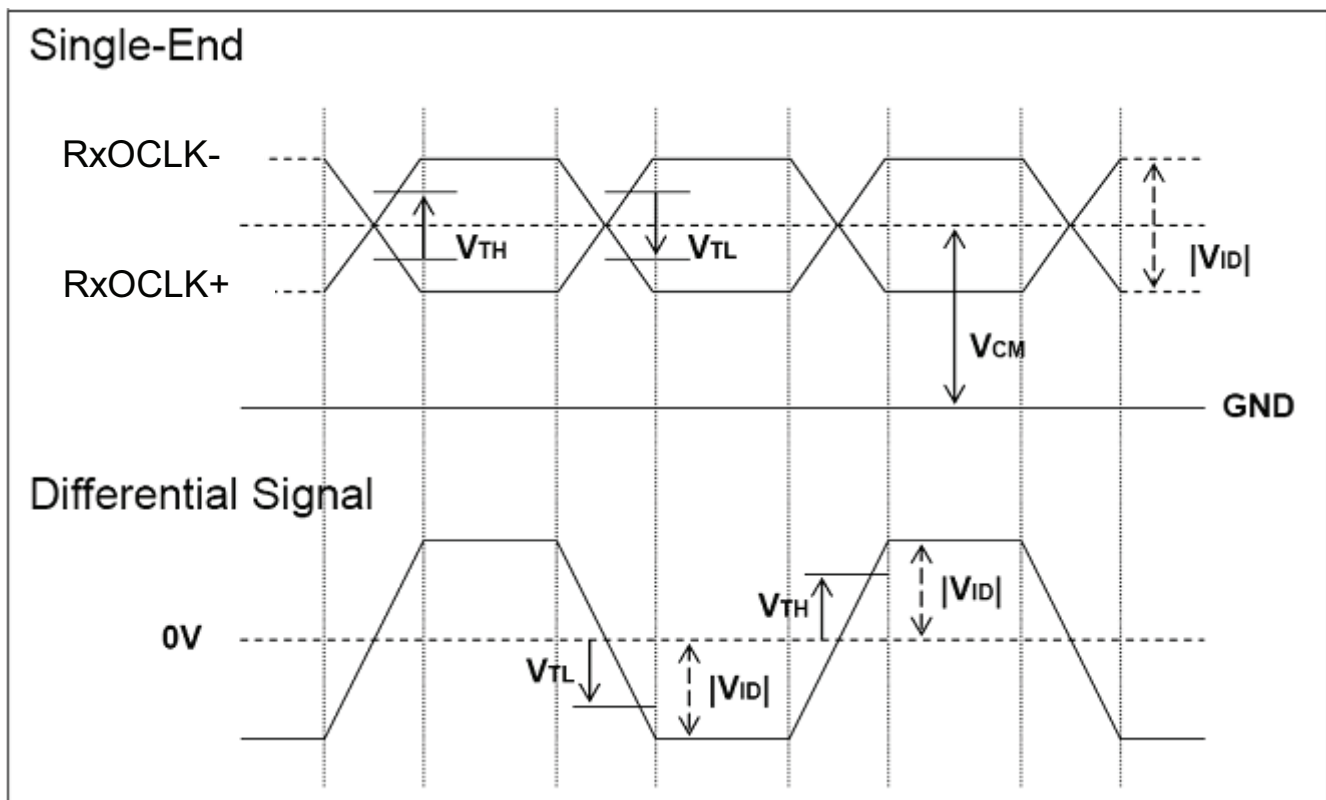 Single-End
RxOCLK-
VTH
VTL
RxOCLK+
|VID|
VCM
GND
Differential Signal
VTH
|VID|
0V
VTL
|VID|